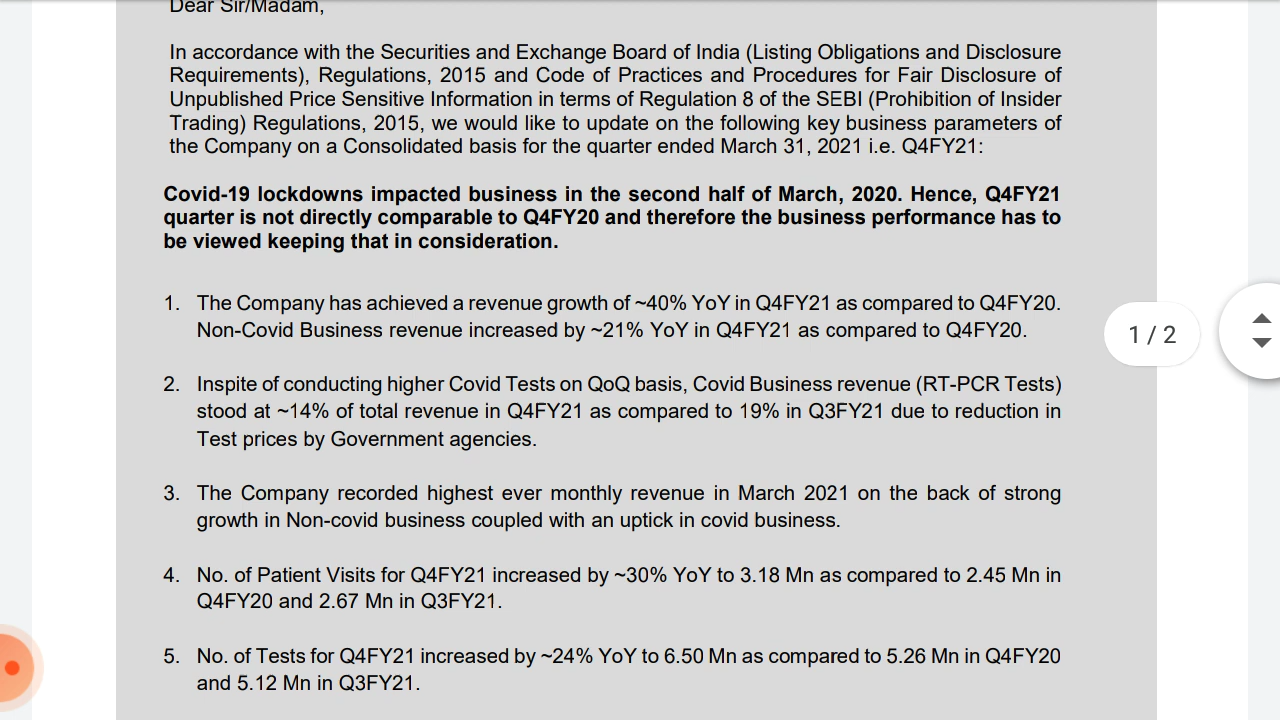 Dear Sir/Madam,
In accordance with the Securities and Exchange Board of India (Listing Obligations and Disclosure
Requirements), Regulations, 2015 and Code of Practices and Procedures for Fair Disclosure of
Unpublished Price Sensitive Information in terms of Regulation 8 of the SEBI (Prohibition of Insider
Trading) Regulations, 2015, we would like to update on the following key business parameters of
the Company on a Consolidated basis for the quarter ended March 31, 2021 i.e. Q4FY21:
Covid-19 lockdowns impacted business in the second half of March, 2020. Hence, Q4FY21
quarter is not directly comparable to Q4FY20 and therefore the business performance has to
be viewed keeping that in consideration.
1. The Company has achieved a revenue growth of ~40% YoY in Q4FY21 as compared to Q4FY20.
Non-Covid Business revenue increased by ~21% YoY in Q4FY21 as compared to Q4FY20.
1 / 2
2. Inspite of conducting higher Covid Tests on QoQ basis, Covid Business revenue (RT-PCR Tests)
stood at ~14% of total revenue in Q4FY21 as compared to 19% in Q3FY21 due to reduction in
Test prices by Government agencies.
3. The Company recorded highest ever monthly revenue in March 2021 on the back of strong
growth in Non-covid business coupled with an uptick in covid business.
4. No. of Patient Visits for Q4FY21 increased by ~30% YoY to 3.18 Mn as compared to 2.45 Mn in
Q4FY20 and 2.67 Mn in Q3FY21.
5. No. of Tests for Q4FY21 increased by ~24% YoY to 6.50 Mn as compared to 5.26 Mn in Q4FY20
and 5.12 Mn in Q3FY21.